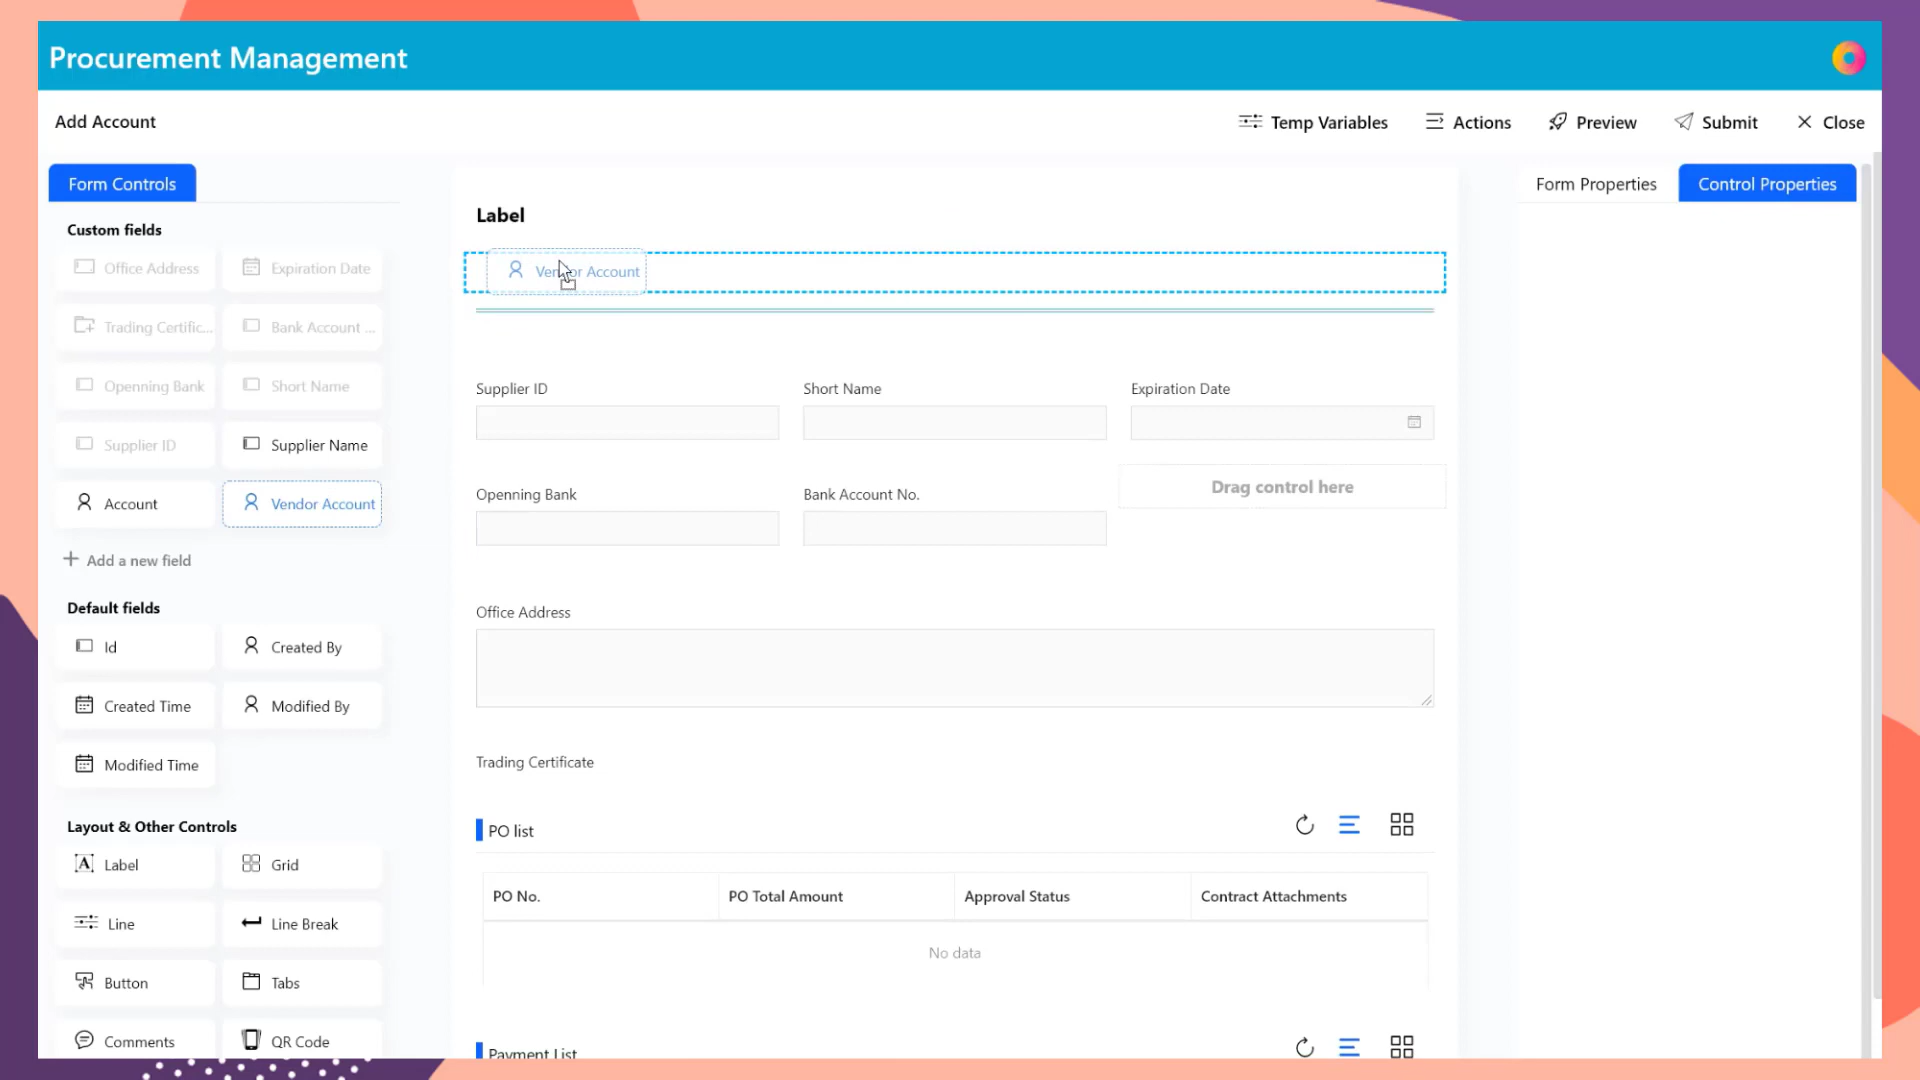 Procurement Management
Add Account
Temp Variables
Actions
Preview
Submit
Close
Form Controls
Form Properties
Control Properties
Custom fields
Office Address
Expiration Date
Trading Certific...
Bank Account ...
Openning Bank
Short Name
Supplier ID
Supplier Name
Account
Vendor Account
Add a new field
Default fields
Id
Created By
Created Time
Modified By
Modified Time
Layout & Other Controls
Label
Grid
Line
Line Break
Button
Tabs
Comments
QR Code
Label
Vendor Account
Supplier ID
Short Name
Expiration Date
Openning Bank
Bank Account No.
Drag control here
Office Address
Trading Certificate
PO list
PO No.
PO Total Amount
Approval Status
Contract Attachments
No data
Payment List